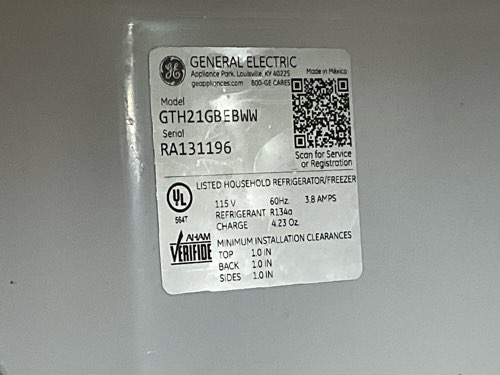 GE
GENERAL ELECTRIC
Appliance Park, Louisville, KY 40225
geappliances.com 800-GE CARES
Made in México
Model
GTH21GBEBWW
Serial
RA131196
Scan for Service
or Registration
UL
564T
LISTED HOUSEHOLD REFRIGERATOR/FREEZER
115 V 60Hz 3.8 AMPS
REFRIGERANT R134a
CHARGE 4.23 Oz.
AHAM
VERIFIDE
MINIMUM INSTALLATION CLEARANCES
TOP 1.0 IN
BACK 1.0 IN
SIDES 1.0 IN